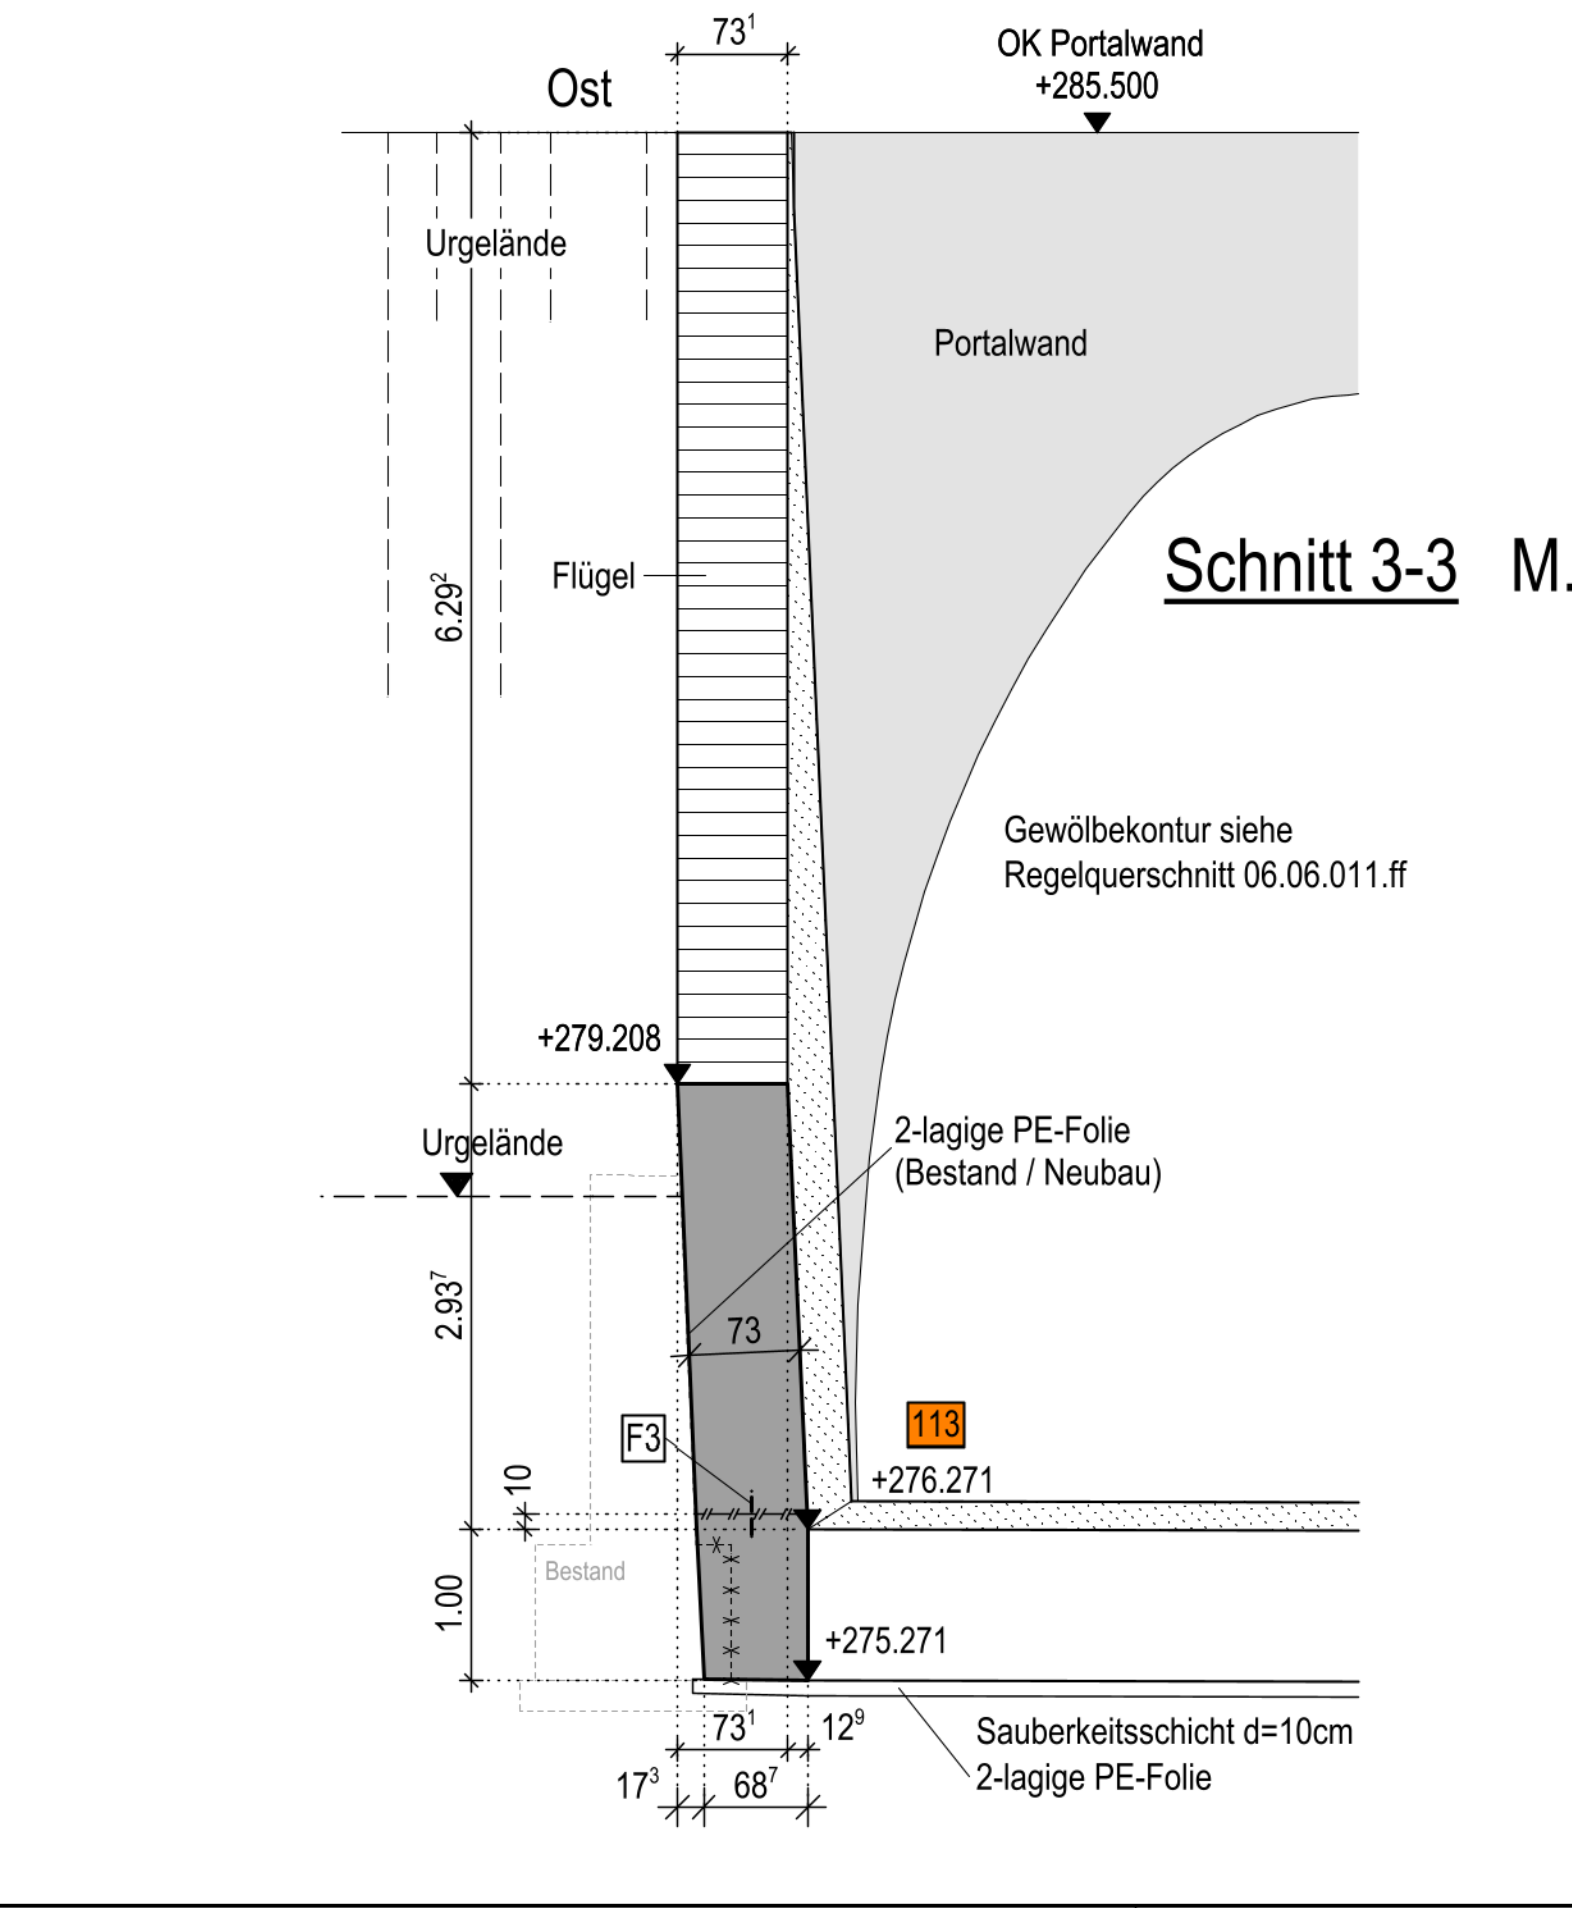 73¹
OK Portalwand
+285.500
Ost
Urgelände
Portalwand
Schnitt 3-3 M.
Flügel
6.29²
Gewölbekontur siehe
Regelquerschnitt 06.06.011.ff
+279.208
2-lagige PE-Folie
(Bestand / Neubau)
Urgelände
2.93⁷
73
113
F3
+276.271
10
Bestand
1.00
+275.271
73¹ 12⁹
Sauberkeitsschicht d=10cm
2-lagige PE-Folie
17³ 68⁷